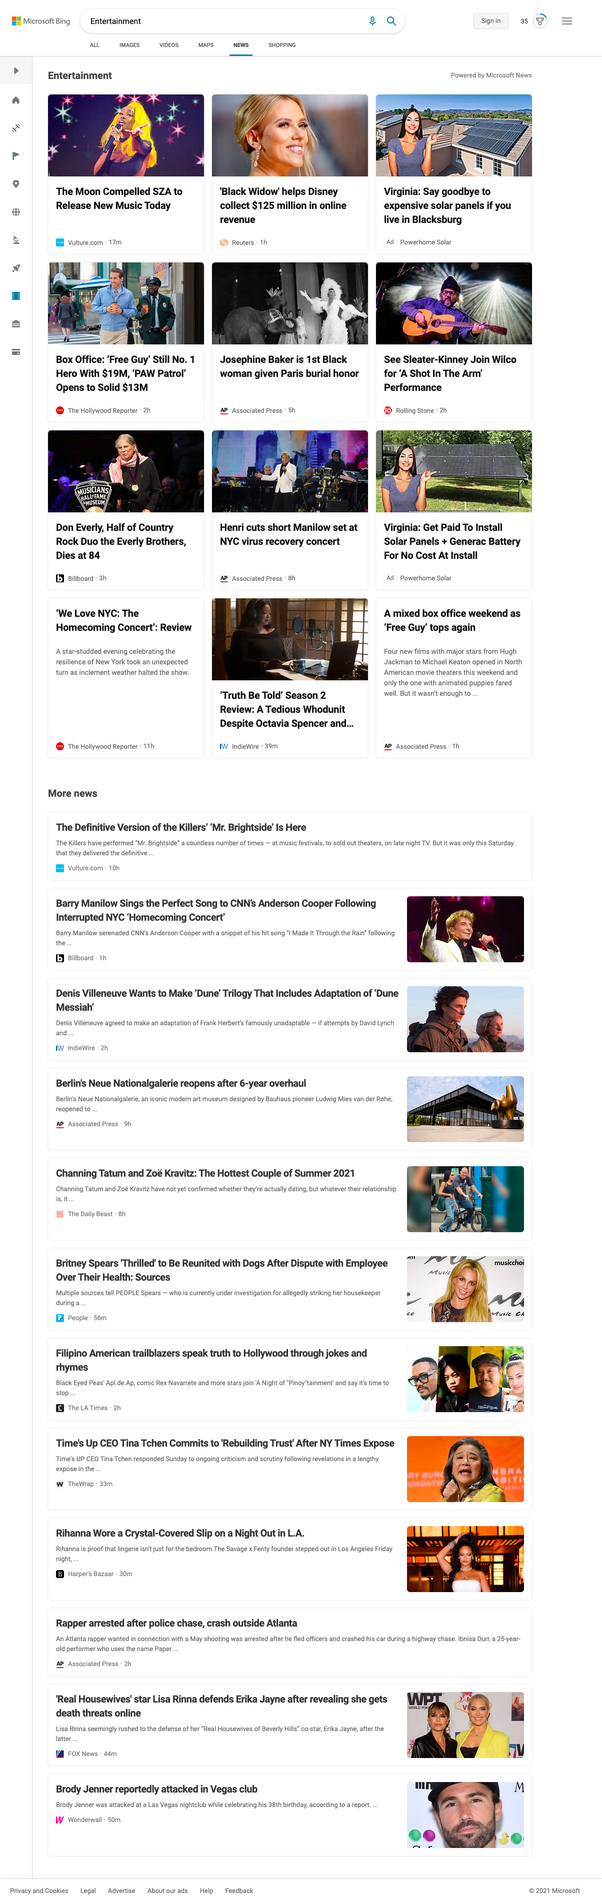 Microsoft Bing
Entertainment
Sign in
35
ALL
IMAGES
VIDEOS
MAPS
NEWS
SHOPPING
Entertainment
Powered by Microsoft News
The Moon Compelled SZA to
Release New Music Today
Vulture.com · 17m
'Black Widow' helps Disney
collect $125 million in online
revenue
Reuters · 1h
Virginia: Say goodbye to
expensive solar panels if you
live in Blacksburg
Ad Powerhome Solar
Box Office: ‘Free Guy’ Still No. 1
Hero With $19M, ‘PAW Patrol’
Opens to Solid $13M
The Hollywood Reporter · 2h
Josephine Baker is 1st Black
woman given Paris burial honor
AP Associated Press · 5h
See Sleater-Kinney Join Wilco
for ‘A Shot In The Arm’
Performance
Rolling Stone · 2h
MUSICIANS
HALL OF FAME
MUSEUM
Don Everly, Half of Country
Rock Duo the Everly Brothers,
Dies at 84
Billboard · 3h
Henri cuts short Manilow set at
NYC virus recovery concert
AP Associated Press · 8h
Virginia: Get Paid To Install
Solar Panels + Generac Battery
For No Cost At Install
Ad Powerhome Solar
‘We Love NYC: The
Homecoming Concert’: Review
A star-studded evening celebrating the
resilience of New York took an unexpected
turn as inclement weather halted the show.
The Hollywood Reporter · 11h
‘Truth Be Told’ Season 2
Review: A Tedious Whodunit
Despite Octavia Spencer and...
IndieWire · 39m
A mixed box office weekend as
‘Free Guy’ tops again
Four new films with major stars from Hugh
Jackman to Michael Keaton opened in North
American movie theaters this weekend and
only the one with animated puppies fared
well. But it wasn’t enough to ...
AP Associated Press · 1h
More news
The Definitive Version of the Killers’ ‘Mr. Brightside’ Is Here
The Killers have performed “Mr. Brightside” a countless number of times — at music festivals, to sold out theaters, on late night TV. But it was only this Saturday
that they delivered the definitive ...
Vulture.com · 10h
Barry Manilow Sings the Perfect Song to CNN’s Anderson Cooper Following
Interrupted NYC ‘Homecoming Concert’
Barry Manilow serenaded CNN’s Anderson Cooper with a snippet of his hit song “I Made It Through the Rain” following
the ...
Billboard · 1h
Denis Villeneuve Wants to Make ‘Dune’ Trilogy That Includes Adaptation of ‘Dune
Messiah’
Denis Villeneuve agreed to make an adaptation of Frank Herbert’s famously unadaptable — if attempts by David Lynch
and ...
IndieWire · 2h
Berlin's Neue Nationalgalerie reopens after 6-year overhaul
Berlin's Neue Nationalgalerie, an iconic modern art museum designed by Bauhaus pioneer Ludwig Mies van der Rohe,
reopened to ...
AP Associated Press · 9h
Channing Tatum and Zoë Kravitz: The Hottest Couple of Summer 2021
Channing Tatum and Zoë Kravitz have not yet confirmed whether they’re actually dating, but whatever their relationship
is, it ...
The Daily Beast · 8h
Britney Spears 'Thrilled' to Be Reunited with Dogs After Dispute with Employee
Over Their Health: Sources
Multiple sources tell PEOPLE Spears — who is currently under investigation for allegedly striking her housekeeper
during a ...
People · 56m
musicchoi
Filipino American trailblazers speak truth to Hollywood through jokes and
rhymes
Black Eyed Peas' Apl.de.Ap, comic Rex Navarrete and more stars join 'A Night of "Pinoy"tainment' and say it's time to
stop ...
The LA Times · 2h
Time's Up CEO Tina Tchen Commits to 'Rebuilding Trust' After NY Times Expose
Time's UP CEO Tina Tchen responded Sunday to ongoing criticism and scrutiny following revelations in a lengthy
expose in the ...
TheWrap · 33m
Rihanna Wore a Crystal-Covered Slip on a Night Out in L.A.
Rihanna is proof that lingerie isn't just for the bedroom.The Savage x Fenty founder stepped out in Los Angeles Friday
night, ...
Harper's Bazaar · 30m
Rapper arrested after police chase, crash outside Atlanta
An Atlanta rapper wanted in connection with a May shooting was arrested after he fled officers and crashed his car during a highway chase. Ibnisa Durr, a 25-year-
old performer who uses the name Paper ...
AP Associated Press · 2h
'Real Housewives' star Lisa Rinna defends Erika Jayne after revealing she gets
death threats online
Lisa Rinna seemingly rushed to the defense of her “Real Housewives of Beverly Hills” co-star, Erika Jayne, after the
latter ...
FOX News · 44m
WPT
Brody Jenner reportedly attacked in Vegas club
Brody Jenner was attacked at a Las Vegas nightclub while celebrating his 38th birthday, according to a report. ...
Wonderwall · 50m
Privacy and Cookies
Legal
Advertise
About our ads
Help
Feedback
© 2021 Microsoft